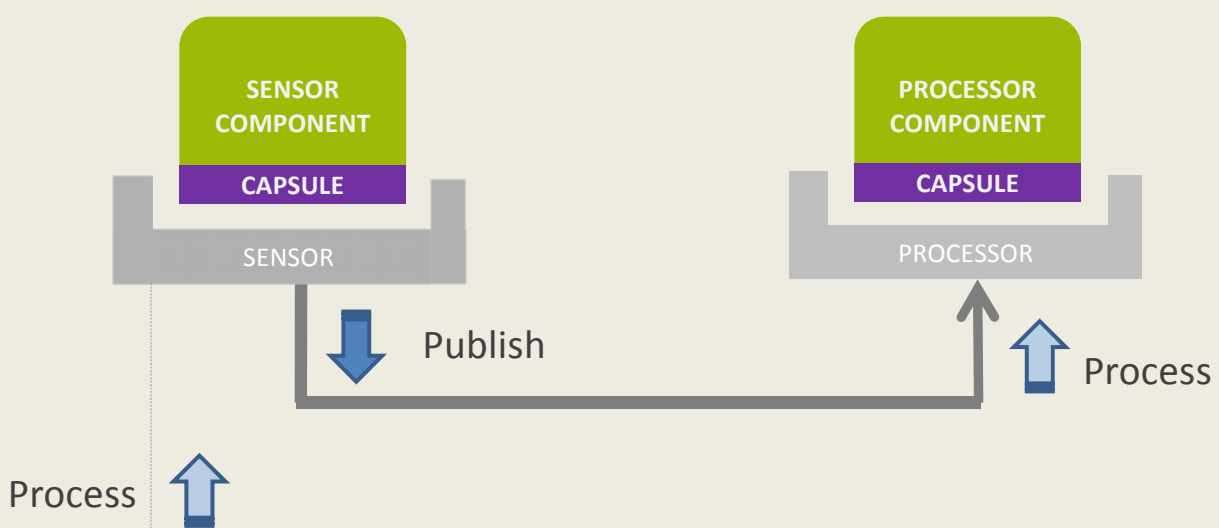 SENSOR
COMPONENT
CAPSULE
SENSOR
PROCESSOR
COMPONENT
CAPSULE
PROCESSOR
Publish
Process
Process